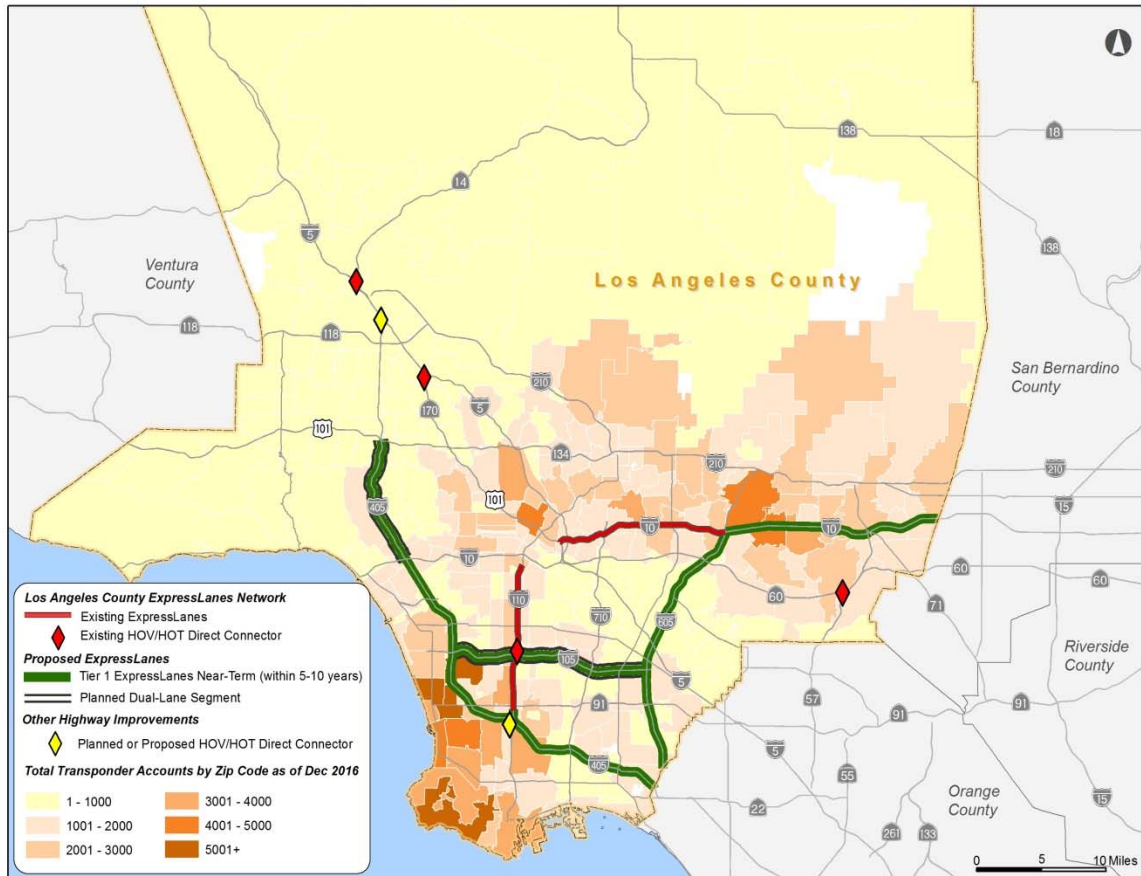 138
18
14
5
138
Ventura
County
Los Angeles County
118
118
San Bernardino
County
210
170
5
101
134
210
210
101
15
405
10
10
10
110
60
60
60
710
605
71
105
Riverside
County
5
57
91
91
91
405
5
55
Orange
County
15
22
261
133
Los Angeles County ExpressLanes Network
Existing ExpressLanes
Existing HOV/HOT Direct Connector
Proposed ExpressLanes
Tier 1 ExpressLanes Near-Term (within 5-10 years)
Planned Dual-Lane Segment
Other Highway Improvements
Planned or Proposed HOV/HOT Direct Connector
Total Transponder Accounts by Zip Code as of Dec 2016
1 - 1000
1001 - 2000
2001 - 3000
3001 - 4000
4001 - 5000
5001+
0 5 10 Miles